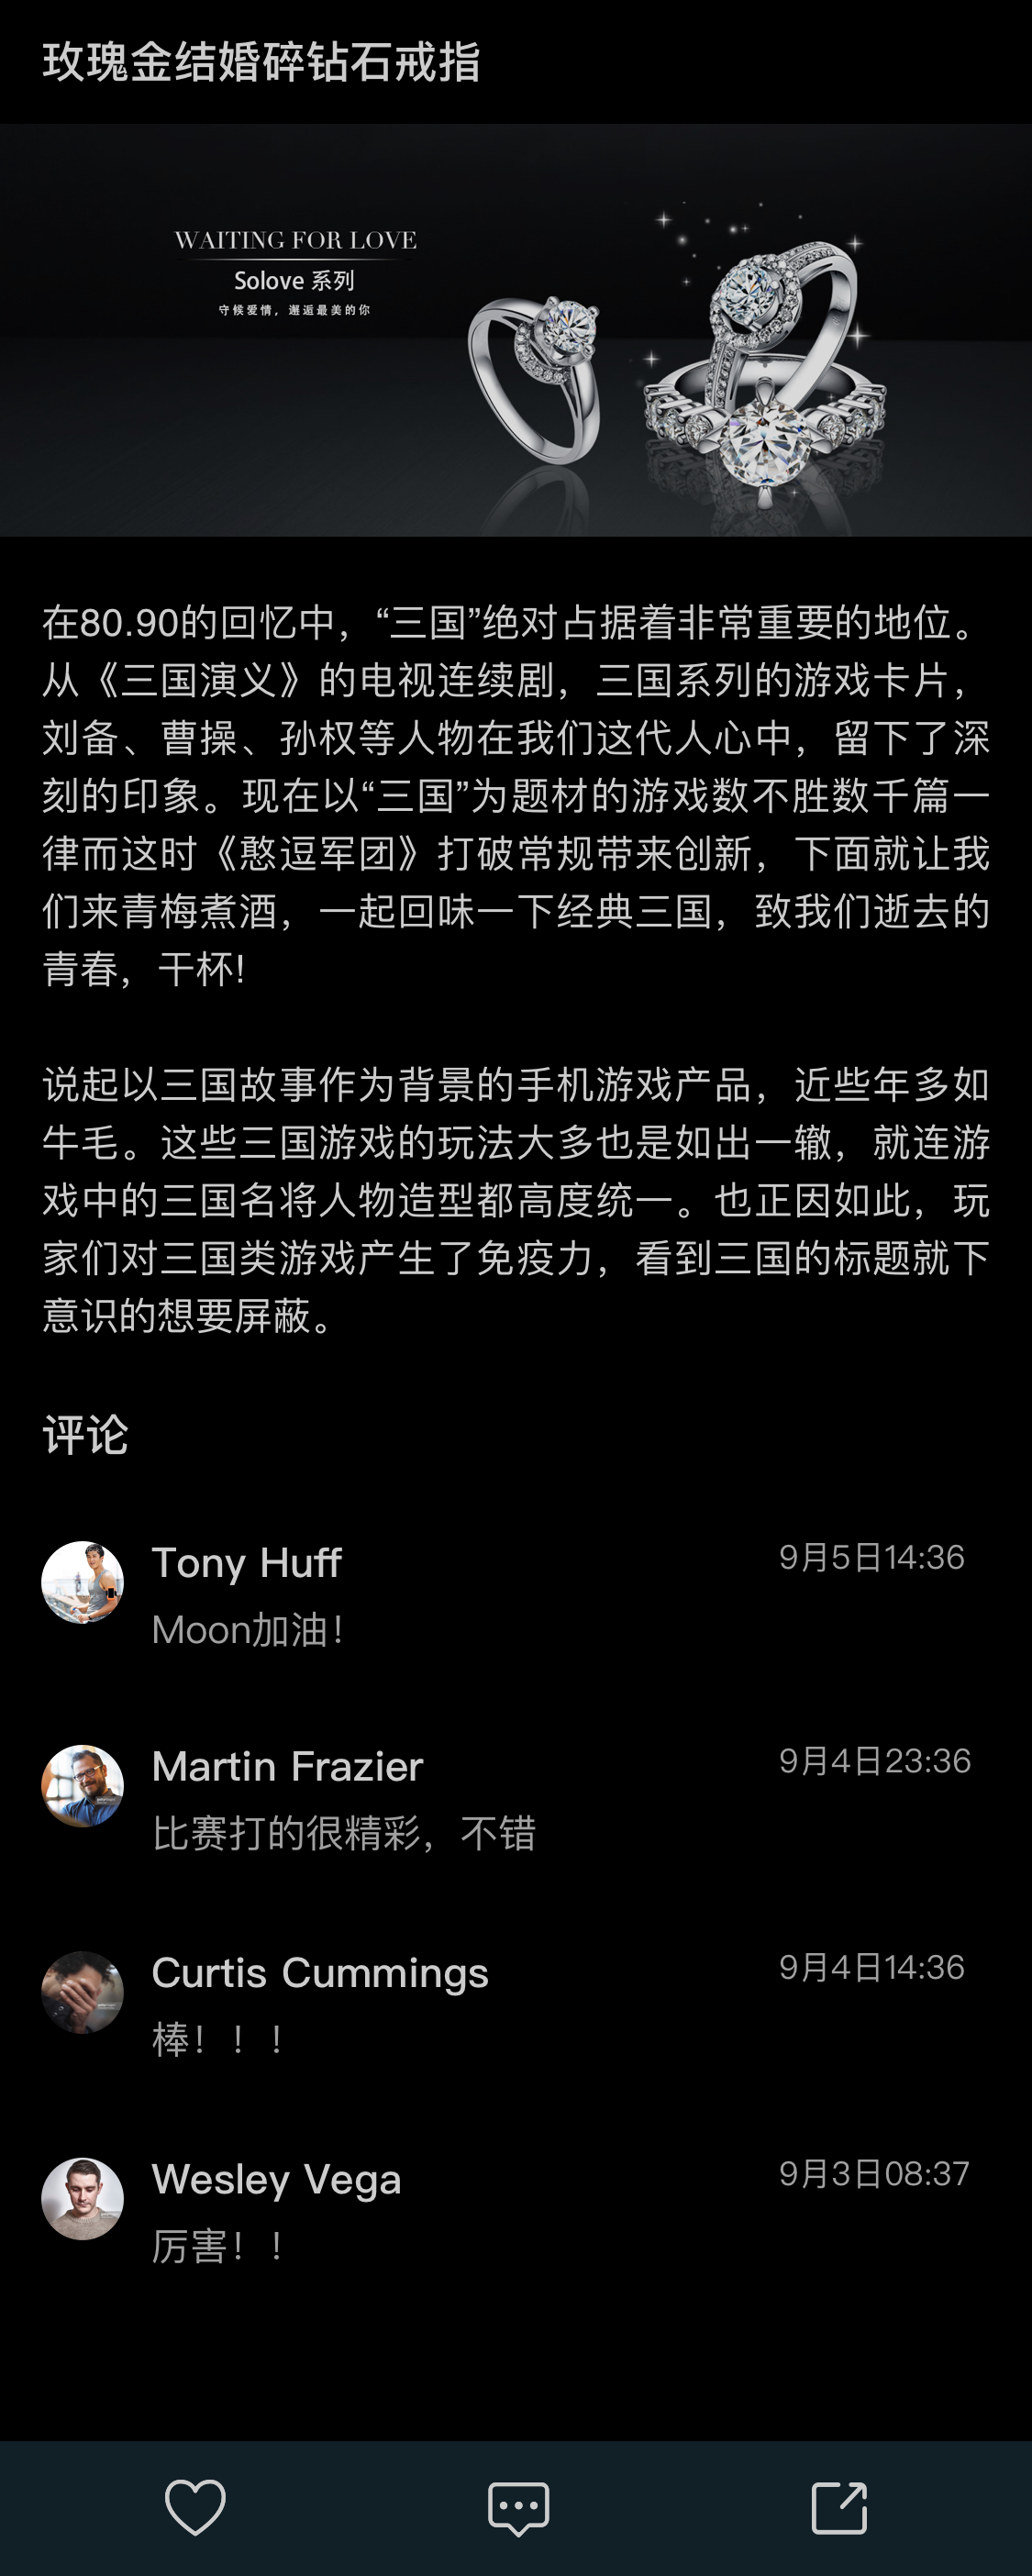 玫瑰金结婚碎钻石戒指
WAITING FOR LOVE
Solove 系列
守候爱情，邂逅最美的你
在80.90的回忆中，“三国”绝对占据着非常重要的地位。
从《三国演义》的电视连续剧，三国系列的游戏卡片，
刘备、曹操、孙权等人物在我们这代人心中，留下了深
刻的印象。现在以“三国”为题材的游戏数不胜数千篇一
律而这时《憨逗军团》打破常规带来创新，下面就让我
们来青梅煮酒，一起回味一下经典三国，致我们逝去的
青春，干杯!
说起以三国故事作为背景的手机游戏产品，近些年多如
牛毛。这些三国游戏的玩法大多也是如出一辙，就连游
戏中的三国名将人物造型都高度统一。也正因如此，玩
家们对三国类游戏产生了免疫力，看到三国的标题就下
意识的想要屏蔽。
评论
Tony Huff
9月5日14:36
Moon加油！
Martin Frazier
9月4日23:36
比赛打的很精彩，不错
Curtis Cummings
9月4日14:36
棒！！！
Wesley Vega
9月3日08:37
厉害！！